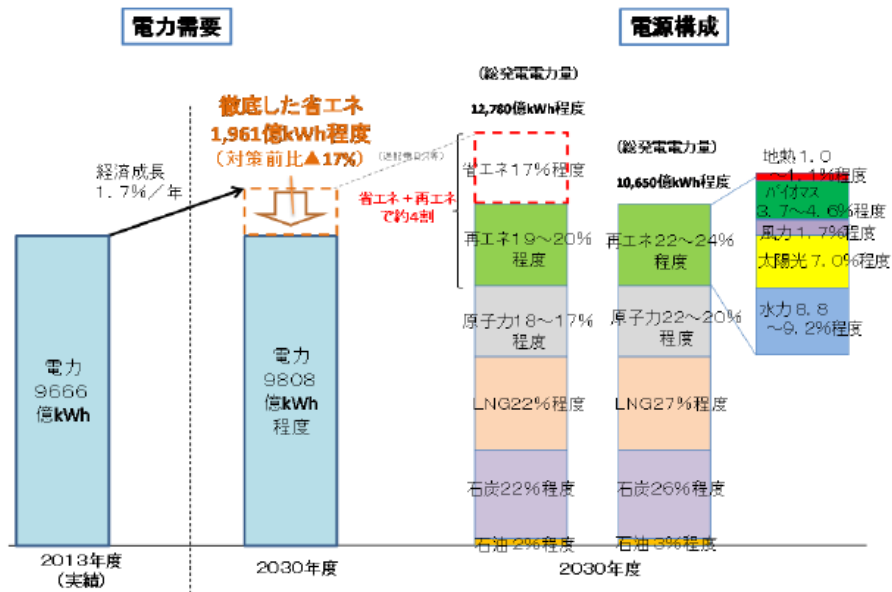 電力需要
電源構成
徹底した省エネ
1,961億kWh程度
(対策前比▲17%)
経済成長
1.7%/年
電力
9666
億kWh
電力
9808
億kWh
程度
2013年度
(実績)
2030年度
(総発電電力量)
12,780億kWh程度
省エネ17%程度
省エネ+再エネ
で約4割
再エネ19~20%
程度
原子力18~17%
程度
LNG22%程度
石炭22%程度
石油 2%程度
(総発電電力量)
10,650億kWh程度
再エネ22~24%
程度
原子力22~20%
程度
LNG27%程度
石炭26%程度
石油 3%程度
2030年度
地熱1.0
~1.1%程度
バイオマス
3.7~4.6%程度
風力1.7%程度
太陽光7.0%程度
水力8.8
~9.2%程度